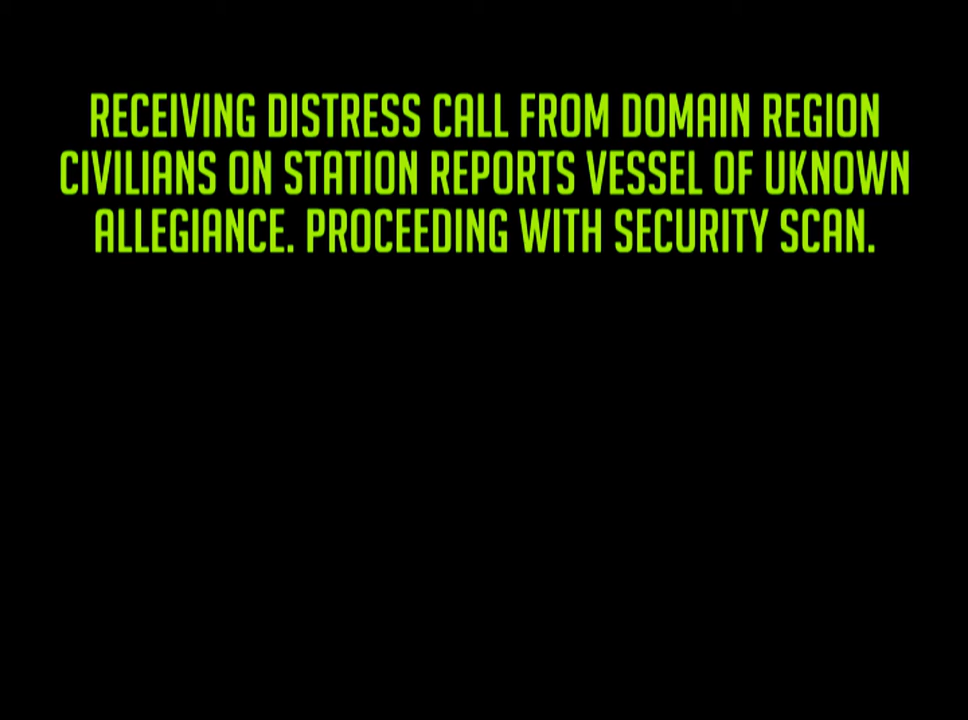 RECEIVING DISTRESS CALL FROM DOMAIN REGION
CIVILIANS ON STATION REPORTS VESSEL OF UKNOWN
ALLEGIANCE. PROCEEDING WITH SECURITY SCAN.